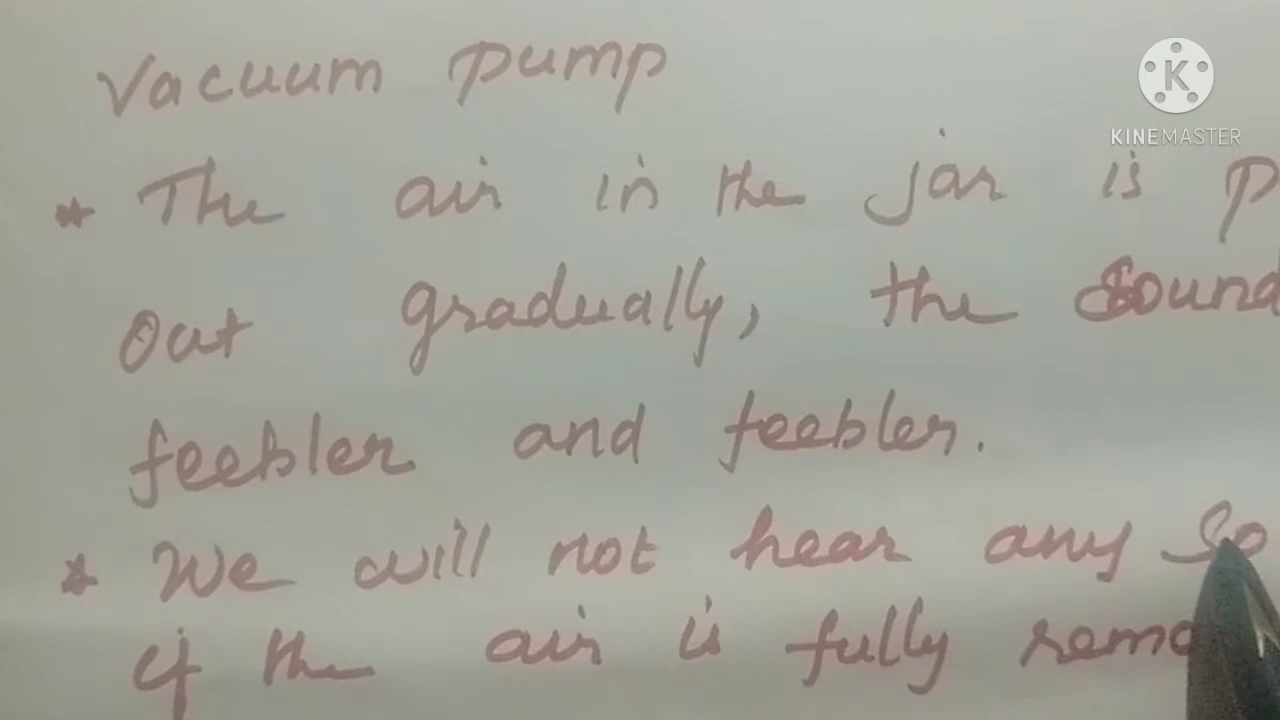 Vacuum pump
KINEMASTER
* The air in the jar is p
out gradually, the sound
feebler and feebler.
* We will not hear any so
if the air is fully remo